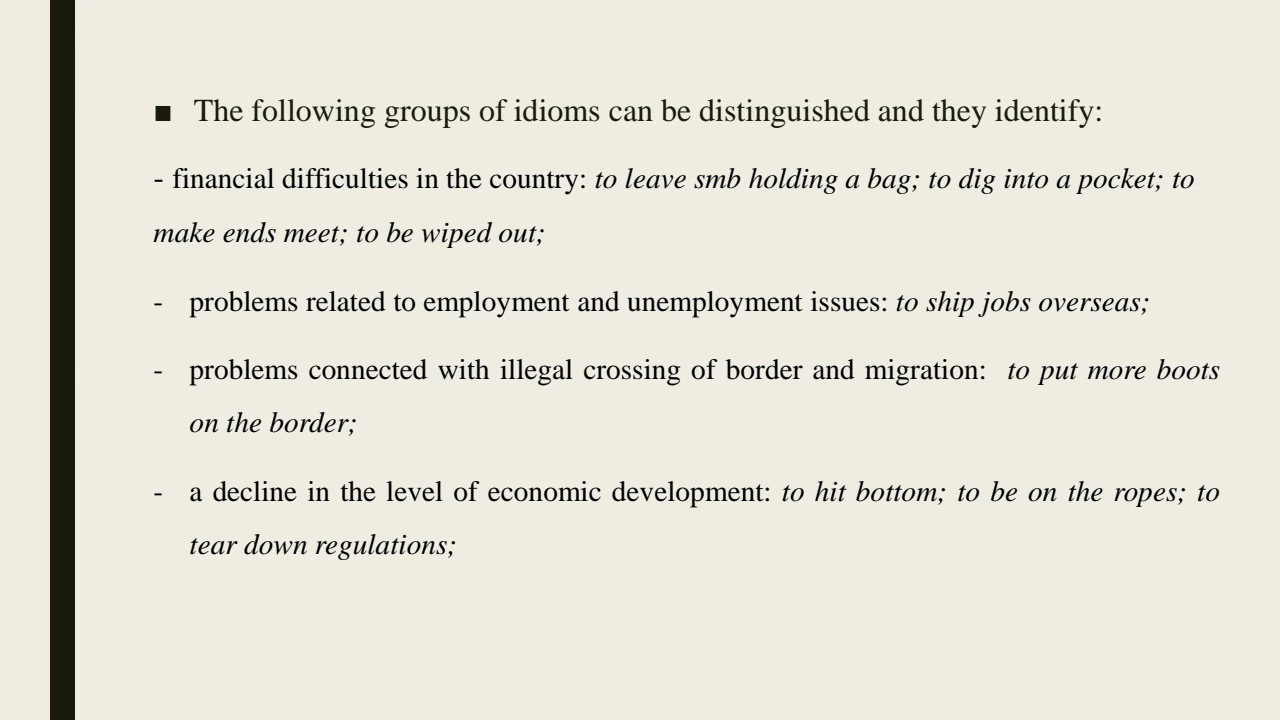 ■ The following groups of idioms can be distinguished and they identify:
- financial difficulties in the country: to leave smb holding a bag; to dig into a pocket; to
make ends meet; to be wiped out;
- problems related to employment and unemployment issues: to ship jobs overseas;
- problems connected with illegal crossing of border and migration: to put more boots
on the border;
- a decline in the level of economic development: to hit bottom; to be on the ropes; to
tear down regulations;